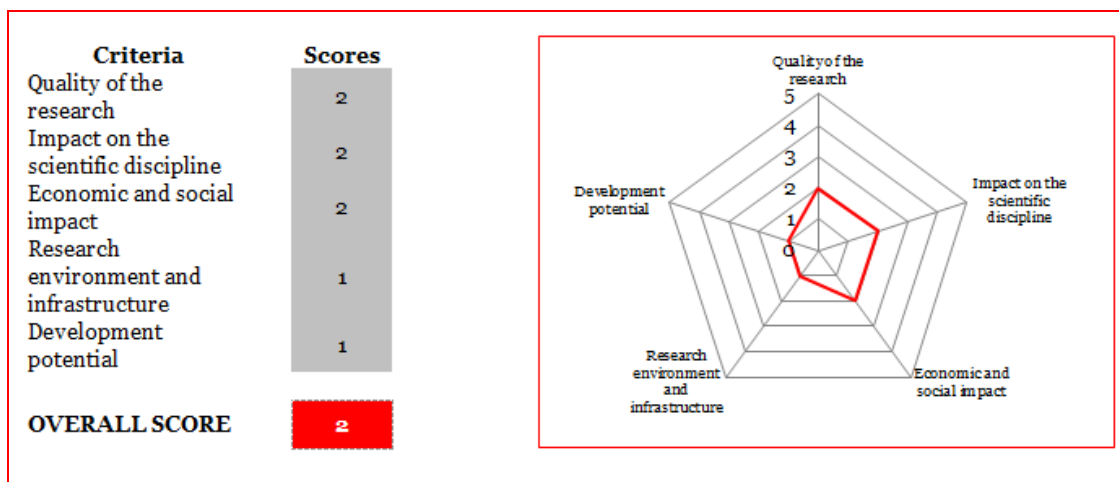 Criteria Scores
Quality of the
research
2
Impact on the
scientific discipline
2
Economic and social
impact
2
Research
environment and
infrastructure
1
Development
potential
1
OVERALL SCORE 2
Quality of the
research
5
4
3
2
1
0
Impact on the
scientific
discipline
Economic and
social impact
Research
environment
and
infrastructure
Development
potential